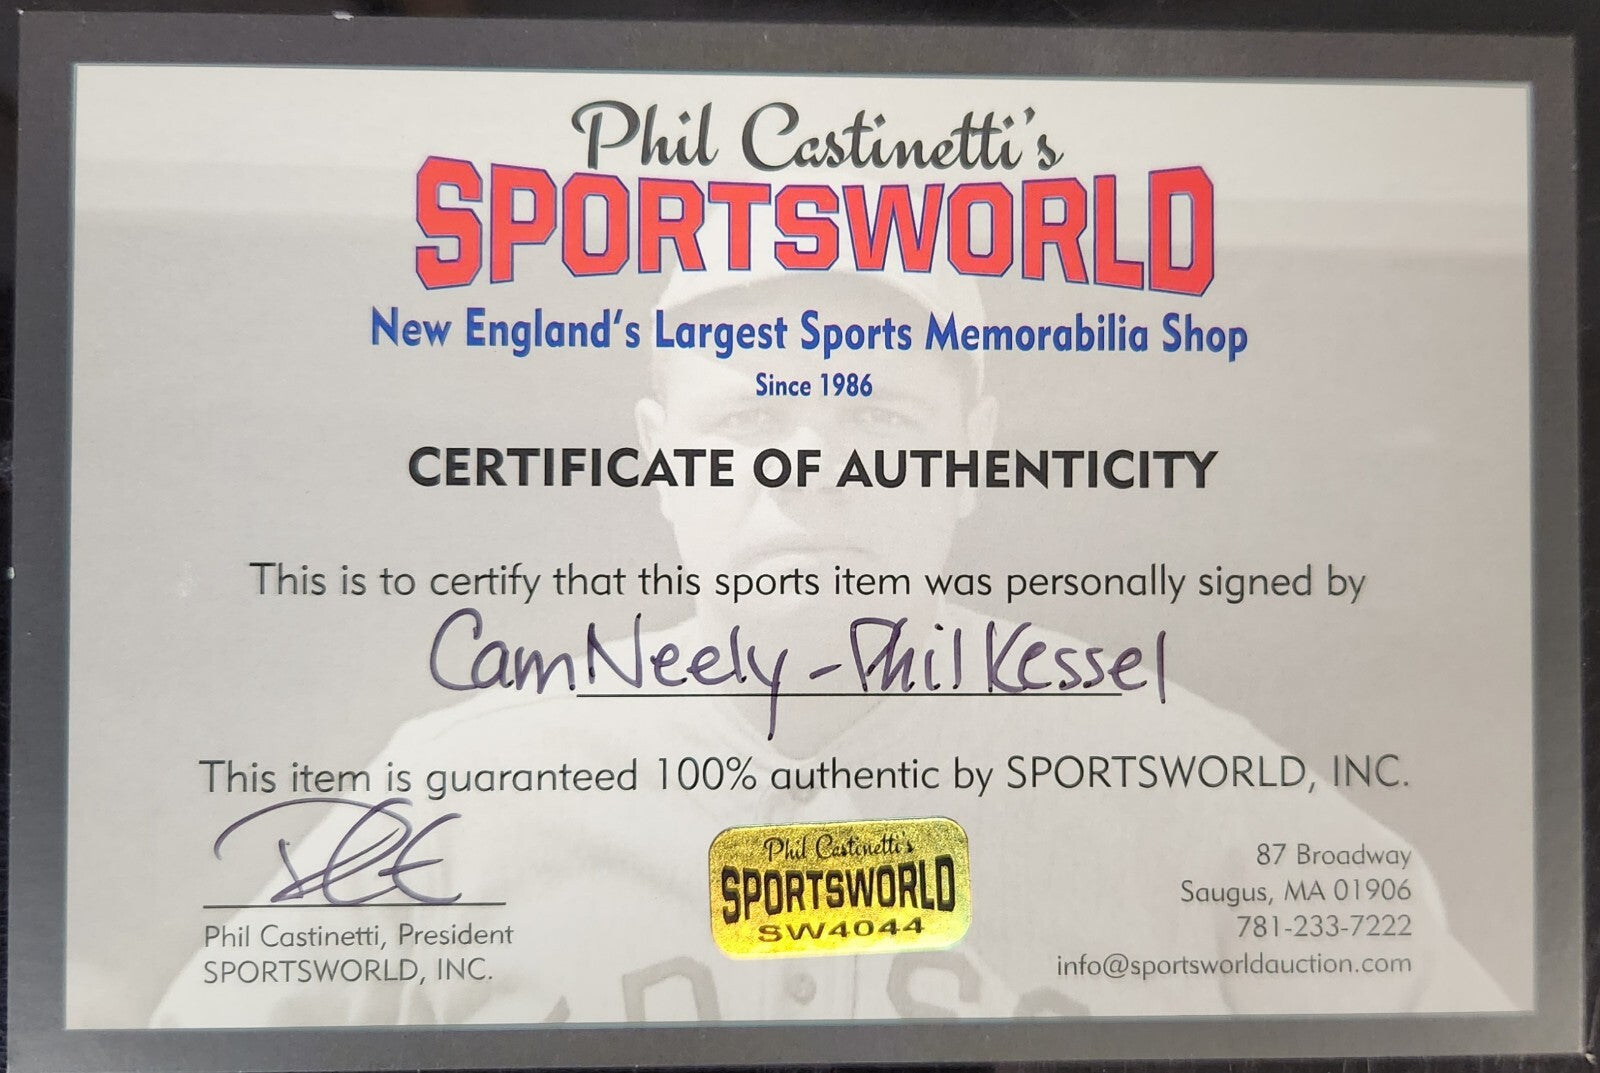 Phil Castinetti's
SPORTSWORLD
New England's Largest Sports Memorabilia Shop
Since 1986
CERTIFICATE OF AUTHENTICITY
This is to certify that this sports item was personally signed by
Cam Neely - Phil Kessel
This item is guaranteed 100% authentic by SPORTSWORLD, INC.
Phil Castinetti, President
SPORTSWORLD, INC.
Phil Castinetti's
SPORTSWORLD
SW4044
87 Broadway
Saugus, MA 01906
781-233-7222
info@sportsworldauction.com